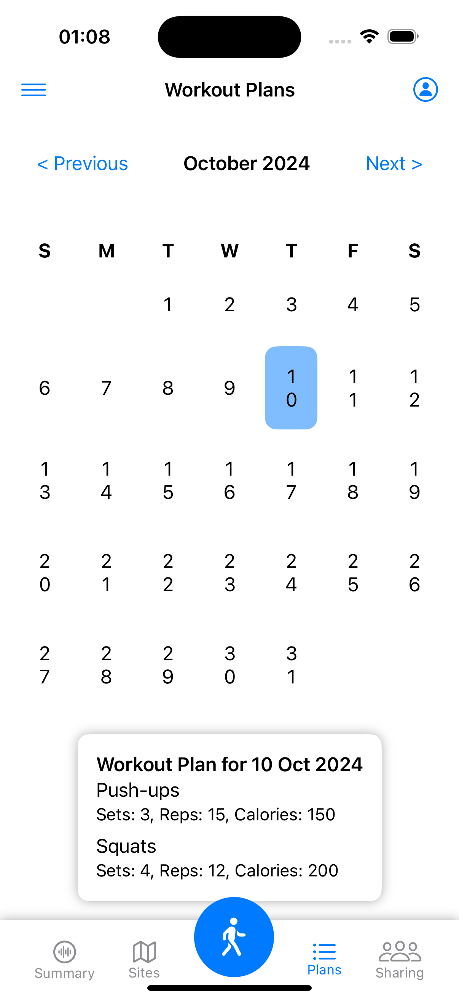 01:08
Workout Plans
< Previous October 2024 Next >
S M T W T F S
1 2 3 4 5
6 7 8 9 10 11 12
13 14 15 16 17 18 19
20 21 22 23 24 25 26
27 28 29 30 31
Workout Plan for 10 Oct 2024
Push-ups
Sets: 3, Reps: 15, Calories: 150
Squats
Sets: 4, Reps: 12, Calories: 200
Summary Sites Plans Sharing